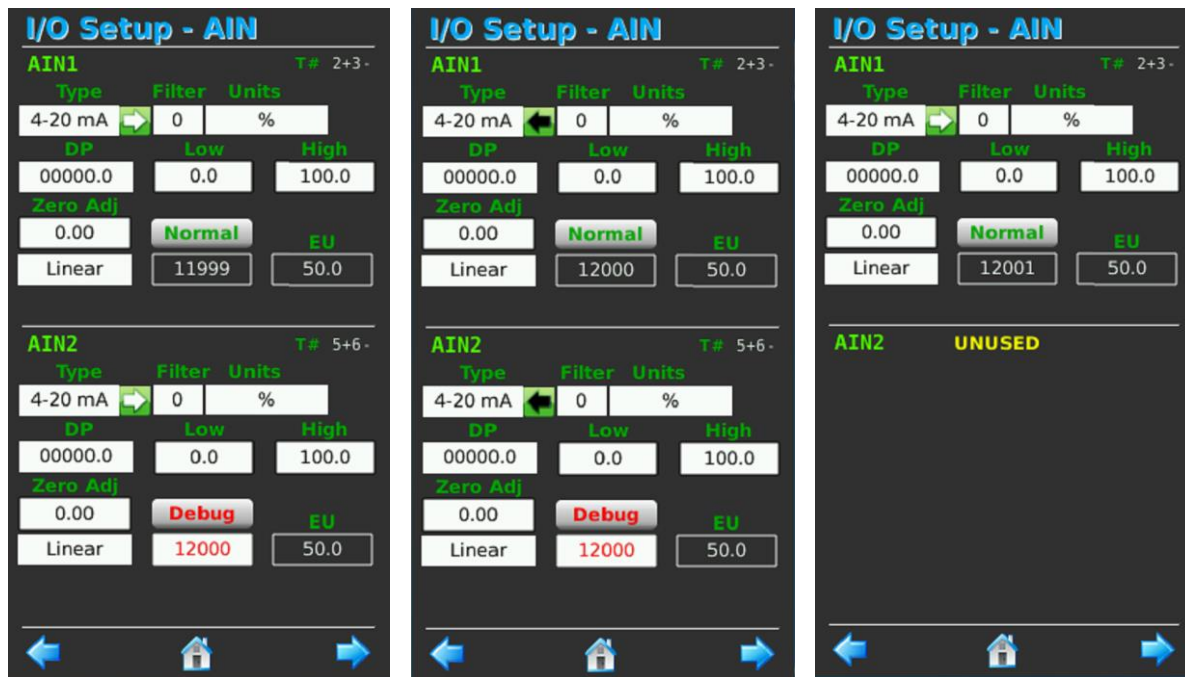 I/O Setup - AIN
AIN1 T# 2+3-
Type Filter Units
4-20 mA 0 %
DP Low High
00000.0 0.0 100.0
Zero Adj
0.00 Normal EU
Linear 11999 50.0
AIN2 T# 5+6-
Type Filter Units
4-20 mA 0 %
DP Low High
00000.0 0.0 100.0
Zero Adj
0.00 Debug EU
Linear 12000 50.0
I/O Setup - AIN
AIN1 T# 2+3-
Type Filter Units
4-20 mA 0 %
DP Low High
00000.0 0.0 100.0
Zero Adj
0.00 Normal EU
Linear 12000 50.0
AIN2 T# 5+6-
Type Filter Units
4-20 mA 0 %
DP Low High
00000.0 0.0 100.0
Zero Adj
0.00 Debug EU
Linear 12000 50.0
I/O Setup - AIN
AIN1 T# 2+3-
Type Filter Units
4-20 mA 0 %
DP Low High
00000.0 0.0 100.0
Zero Adj
0.00 Normal EU
Linear 12001 50.0
AIN2 UNUSED